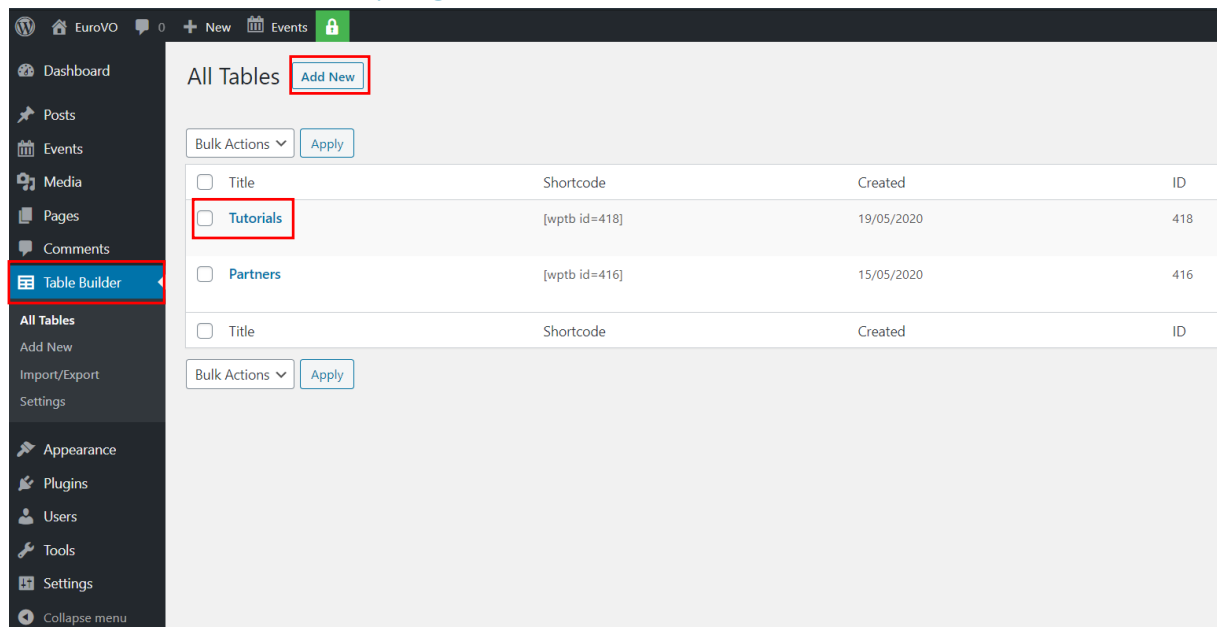 EuroVO 0 + New Events
Dashboard
Posts
Events
Media
Pages
Comments
Table Builder
All Tables
Add New
Import/Export
Settings
Appearance
Plugins
Users
Tools
Settings
Collapse menu
All Tables Add New
Bulk Actions Apply
Title Shortcode Created ID
Tutorials [wptb id=418] 19/05/2020 418
Partners [wptb id=416] 15/05/2020 416
Title Shortcode Created ID
Bulk Actions Apply